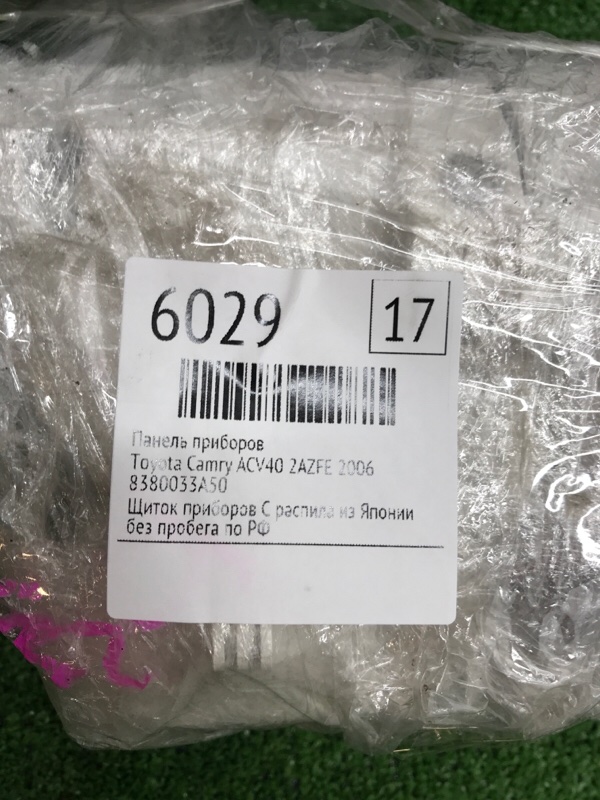 6029
17
Панель приборов
Toyota Camry ACV40 2AZFE 2006
8380033A50
Щиток приборов С распила из Японии
без пробега по РФ